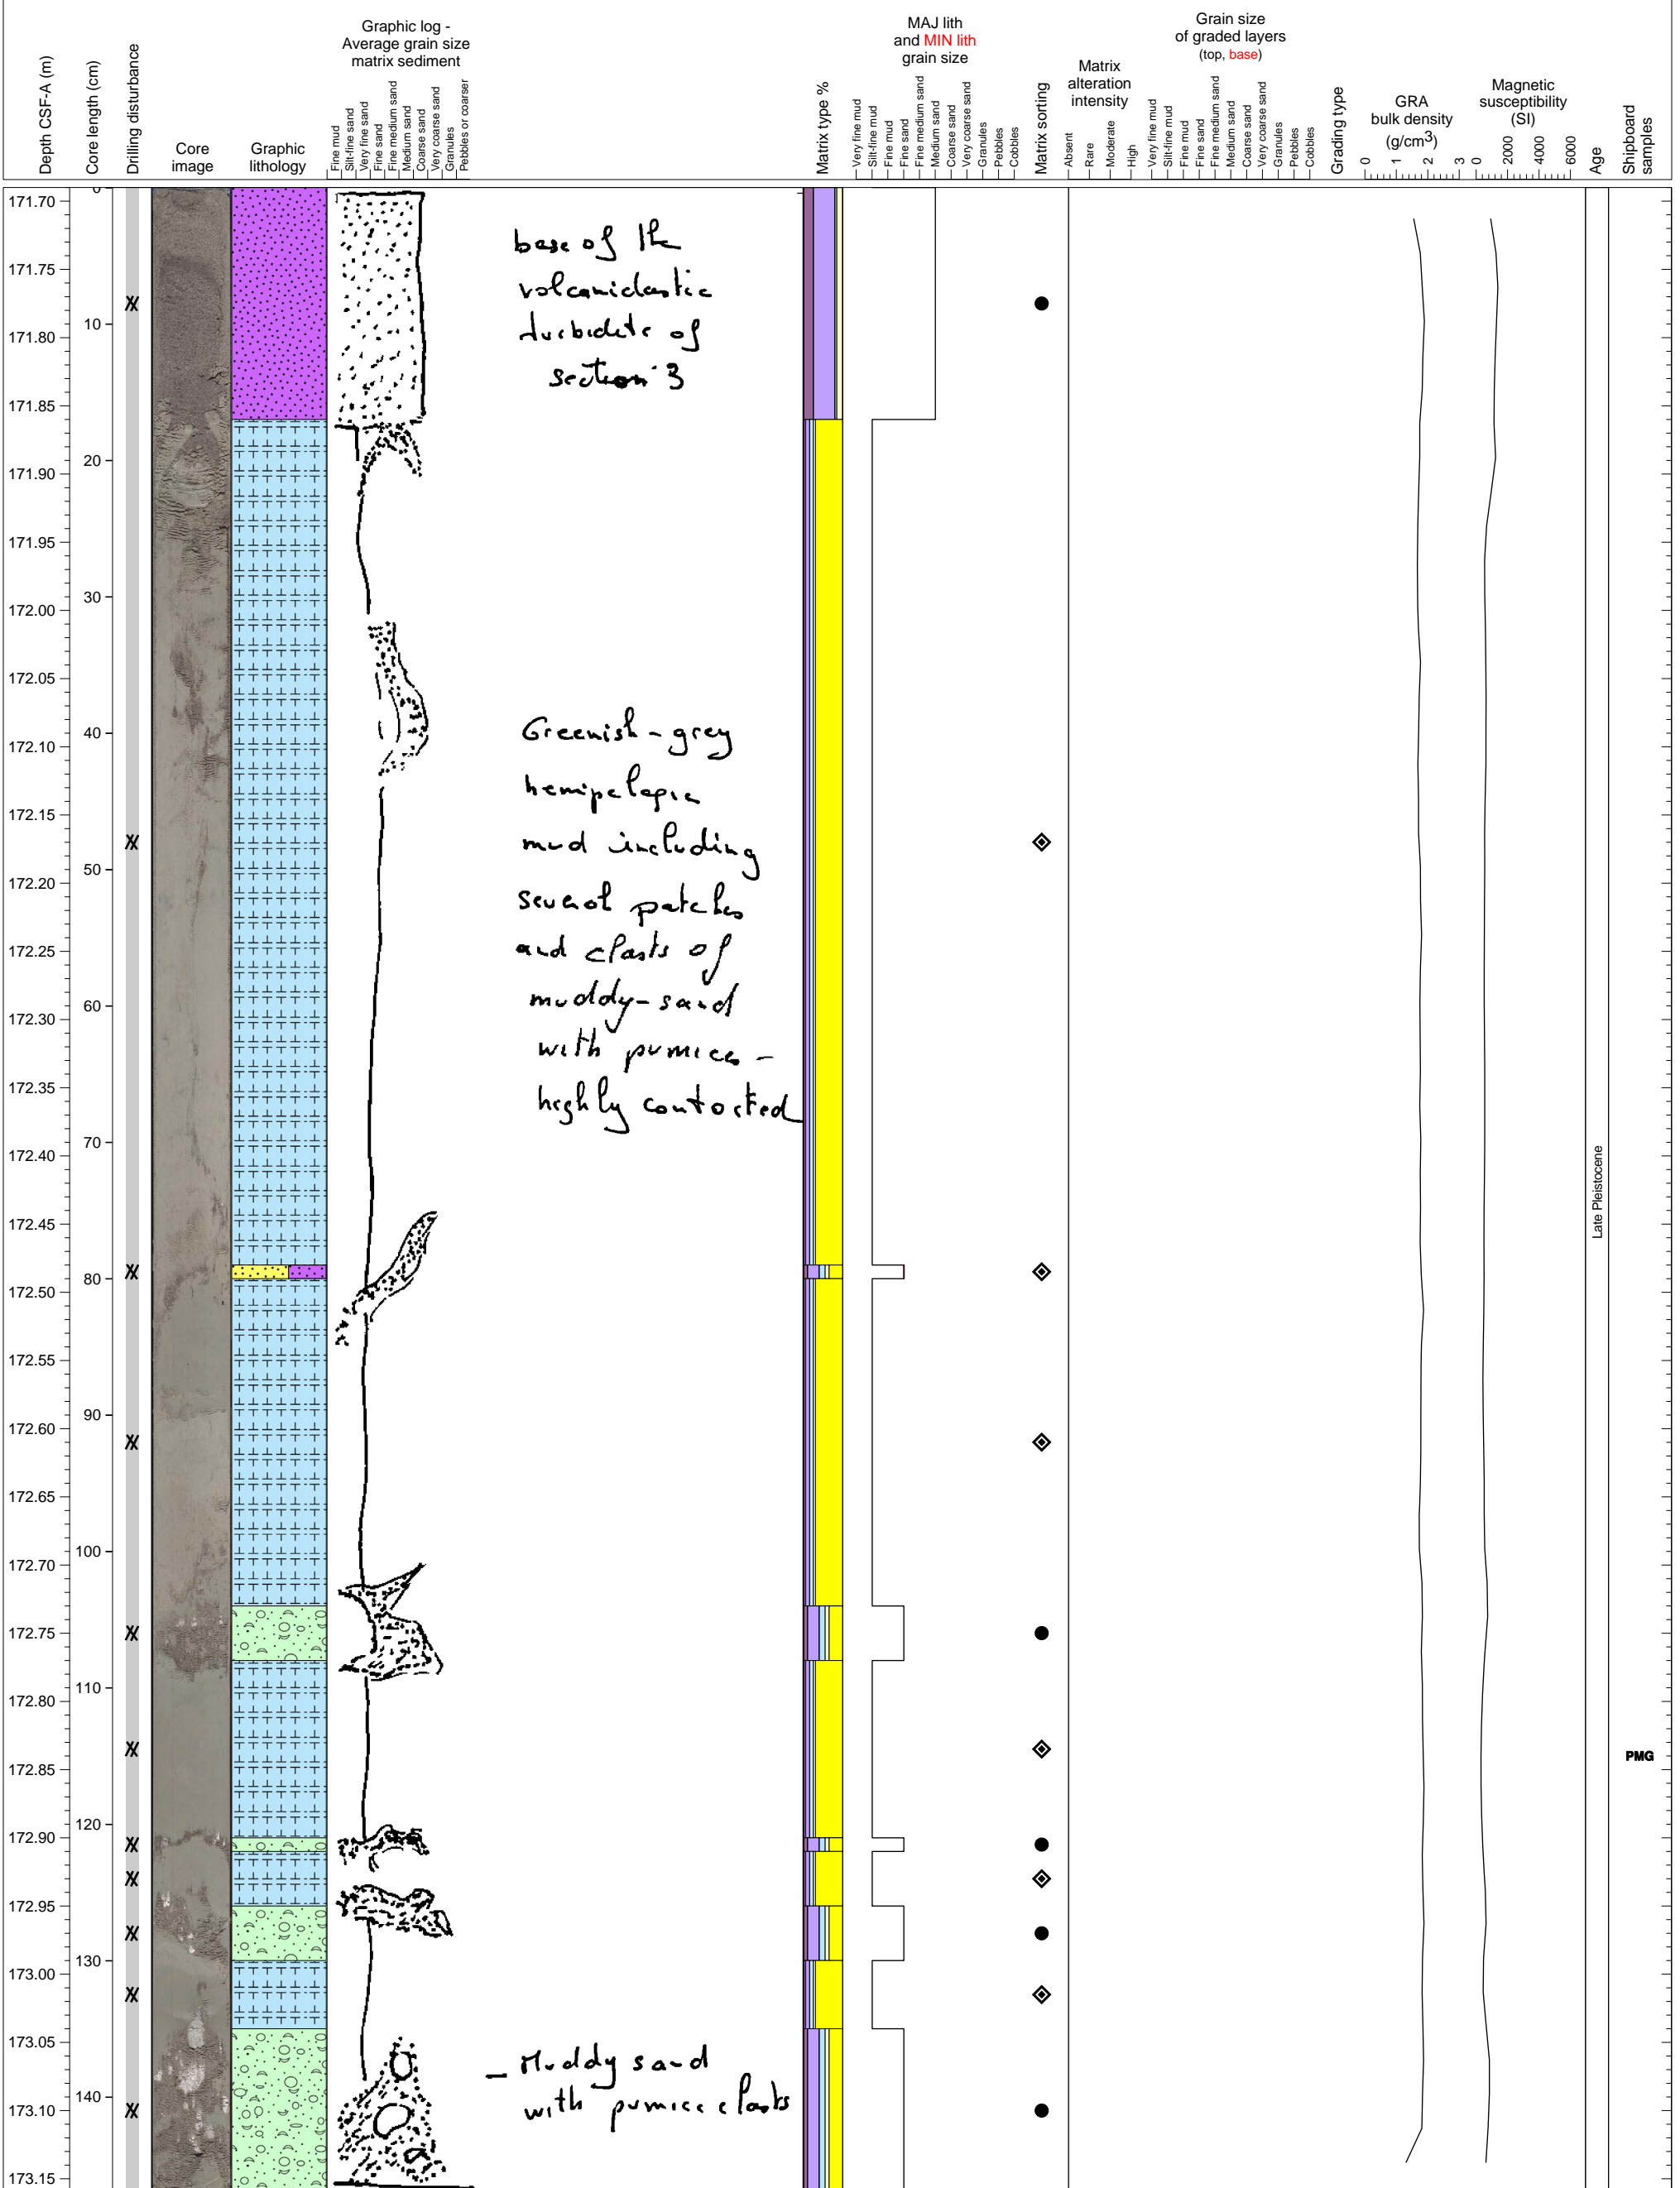 Depth CSF-A (m)
Core length (cm)
Drilling disturbance
Core
image
Graphic
lithology
Graphic log -
Average grain size
matrix sediment
Fine mud
Silt-fine sand
Very fine sand
Fine sand
Fine medium sand
Medium sand
Coarse sand
Very coarse sand
Granules
Pebbles or coarser
Matrix type %
MAJ lith
and MIN lith
grain size
Very fine mud
Silt-fine mud
Fine mud
Fine sand
Fine medium sand
Medium sand
Coarse sand
Very coarse sand
Granules
Pebbles
Cobbles
Matrix sorting
Matrix
alteration
intensity
Absent
Rare
Moderate
High
Grain size
of graded layers
(top, base)
Very fine mud
Silt-fine mud
Fine mud
Fine sand
Fine medium sand
Medium sand
Coarse sand
Very coarse sand
Granules
Pebbles
Cobbles
Grading type
GRA
bulk density
(g/cm3)
0 1 2 3
Magnetic
susceptibility
(SI)
0 2000 4000 6000
Age
Shipboard
samples
171.70
171.75
171.80
171.85
171.90
171.95
172.00
172.05
172.10
172.15
172.20
172.25
172.30
172.35
172.40
172.45
172.50
172.55
172.60
172.65
172.70
172.75
172.80
172.85
172.90
172.95
173.00
173.05
173.10
173.15
0
10
20
30
40
50
60
70
80
90
100
110
120
130
140
base of the
volcaniclastic
turbidite of
section 3
Greenish-grey
hemipelagic
mud including
several patches
and clasts of
muddy-sand
with pumices -
highly contorted
- Muddy sand
with pumice clasts
Late Pleistocene
PMG